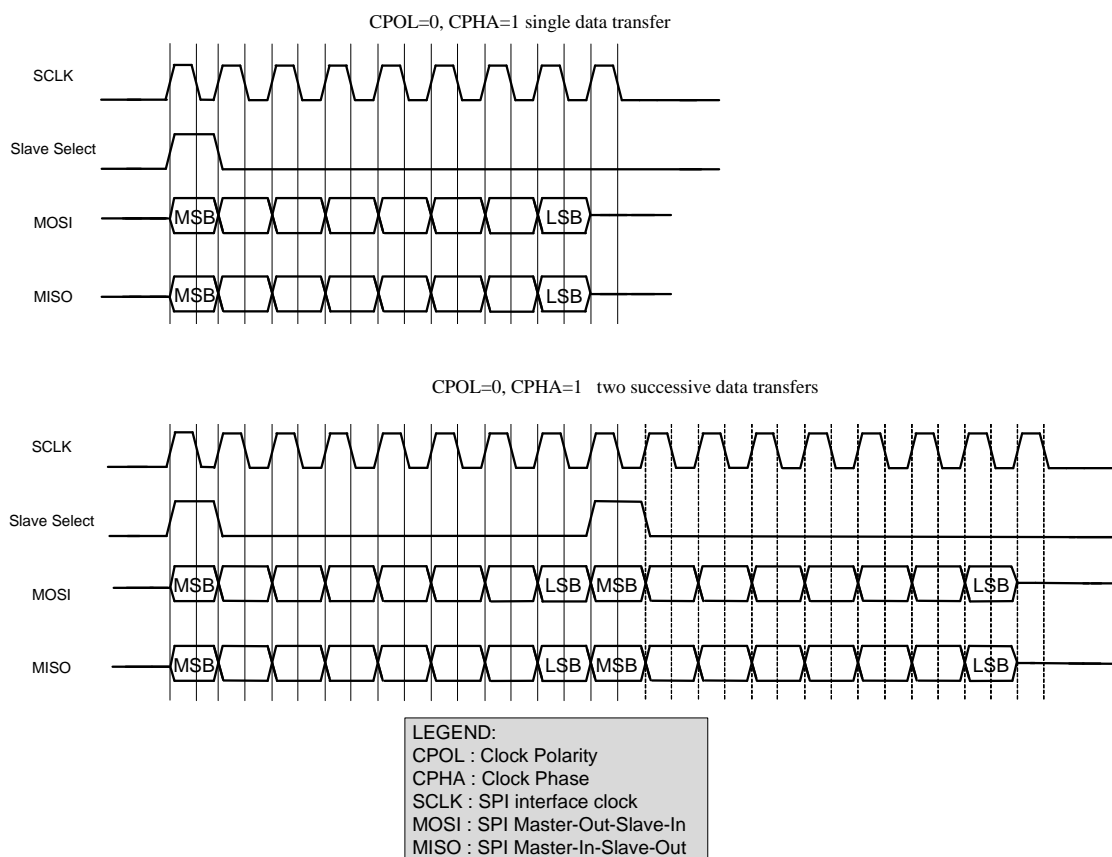 CPOL=0, CPHA=1 single data transfer
SCLK
Slave Select
MOSI
MSB LSB
MISO
MSB LSB
CPOL=0, CPHA=1 two successive data transfers
SCLK
Slave Select
MOSI
MSB LSB MSB LSB
MISO
MSB LSB MSB LSB
LEGEND:
CPOL : Clock Polarity
CPHA : Clock Phase
SCLK : SPI interface clock
MOSI : SPI Master-Out-Slave-In
MISO : SPI Master-In-Slave-Out